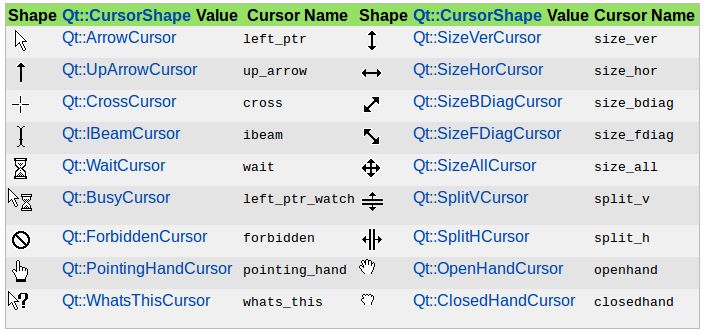 Shape Qt::CursorShape Value Cursor Name Shape Qt::CursorShape Value Cursor Name
Qt::ArrowCursor left_ptr Qt::SizeVerCursor size_ver
Qt::UpArrowCursor up_arrow Qt::SizeHorCursor size_hor
Qt::CrossCursor cross Qt::SizeBDiagCursor size_bdiag
Qt::IBeamCursor ibeam Qt::SizeFDiagCursor size_fdiag
Qt::WaitCursor wait Qt::SizeAllCursor size_all
Qt::BusyCursor left_ptr_watch Qt::SplitVCursor split_v
Qt::ForbiddenCursor forbidden Qt::SplitHCursor split_h
Qt::PointingHandCursor pointing_hand Qt::OpenHandCursor openhand
Qt::WhatsThisCursor whats_this Qt::ClosedHandCursor closedhand